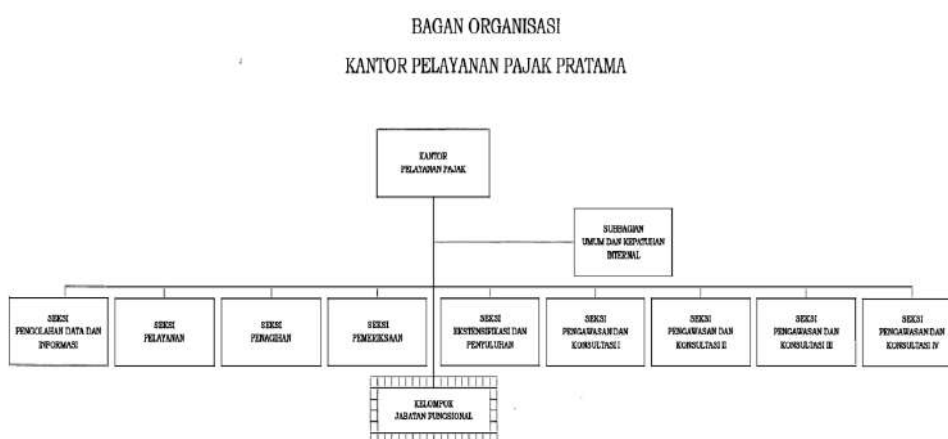 BAGAN ORGANISASI
KANTOR PELAYANAN PAJAK PRATAMA
KANTOR
PELAYANAN PAJAK
SUBBAGIAN
UMUM DAN KEPATUHAN
INTERNAL
SEKSI
PENGOLAHAN DATA DAN
INFORMASI
SEKSI
PELAYANAN
SEKSI
PENAGIHAN
SEKSI
PEMERIKSAAN
SEKSI
EKSTENSIFIKASI DAN
PENYULUHAN
SEKSI
PENGAWASAN DAN
KONSULTASI I
SEKSI
PENGAWASAN DAN
KONSULTASI II
SEKSI
PENGAWASAN DAN
KONSULTASI III
SEKSI
PENGAWASAN DAN
KONSULTASI IV
KELOMPOK
JABATAN FUNGSIONAL